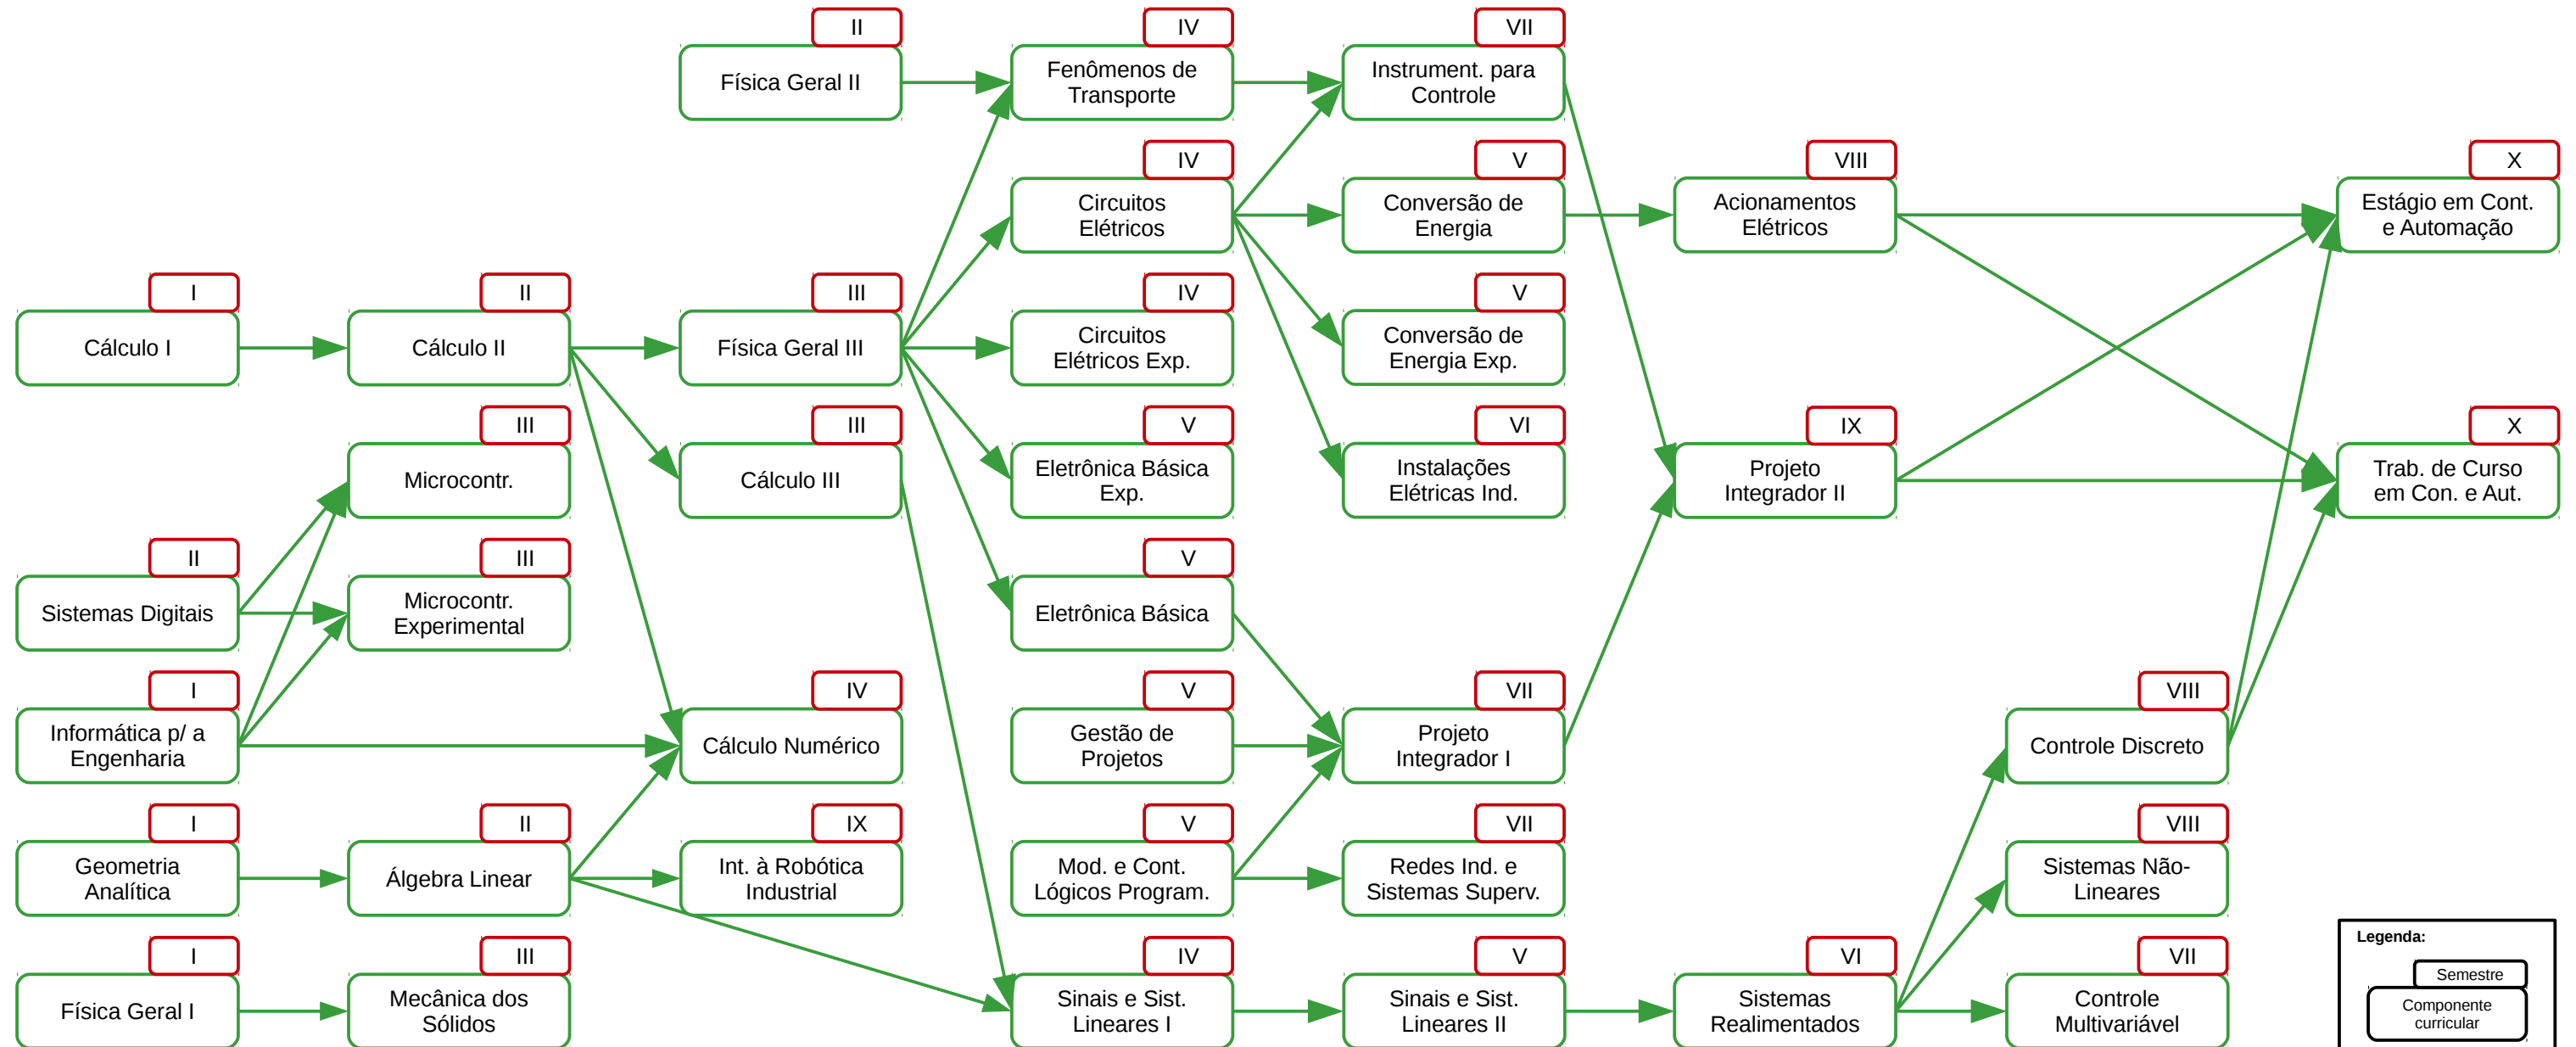 II
Física Geral II
IV
Fenômenos de
Transporte
VII
Instrument. para
Controle
IV
Circuitos
Elétricos
V
Conversão de
Energia
VIII
Acionamentos
Elétricos
X
Estágio em Cont.
e Automação
I
Cálculo I
II
Cálculo II
III
Física Geral III
IV
Circuitos
Elétricos Exp.
V
Conversão de
Energia Exp.
III
Microcontr.
III
Cálculo III
V
Eletrônica Básica
Exp.
VI
Instalações
Elétricas Ind.
IX
Projeto
Integrador II
X
Trab. de Curso
em Con. e Aut.
II
Sistemas Digitais
III
Microcontr.
Experimental
V
Eletrônica Básica
I
Informática p/ a
Engenharia
IV
Cálculo Numérico
V
Gestão de
Projetos
VII
Projeto
Integrador I
VIII
Controle Discreto
I
Geometria
Analítica
II
Álgebra Linear
IX
Int. à Robótica
Industrial
V
Mod. e Cont.
Lógicos Program.
VII
Redes Ind. e
Sistemas Superv.
VIII
Sistemas Não-
Lineares
I
Física Geral I
III
Mecânica dos
Sólidos
IV
Sinais e Sist.
Lineares I
V
Sinais e Sist.
Lineares II
VI
Sistemas
Realimentados
VII
Controle
Multivariável
Legenda:
Semestre
Componente
curricular